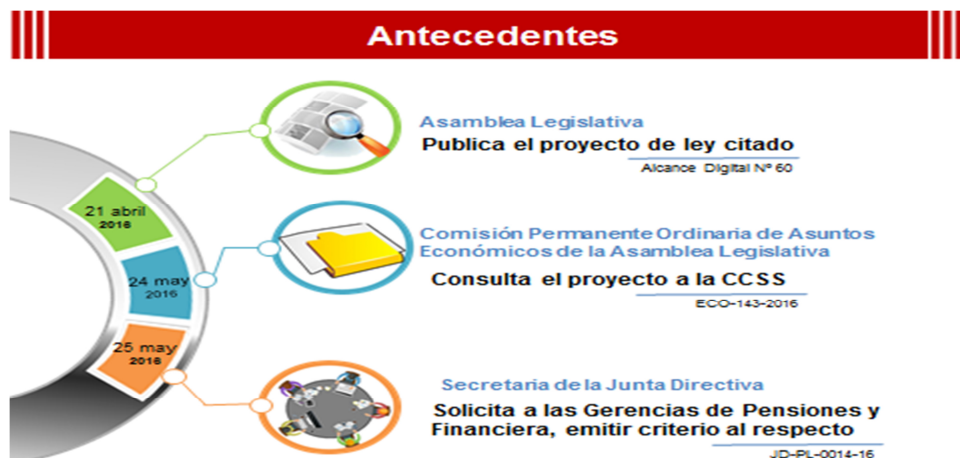 Antecedentes
21 abril
2016
Asamblea Legislativa
Publica el proyecto de ley citado
Alcance Digital Nº 60
24 may
2016
Comisión Permanente Ordinaria de Asuntos
Económicos de la Asamblea Legislativa
Consulta el proyecto a la CCSS
ECO-143-2016
25 may
2016
Secretaria de la Junta Directiva
Solicita a las Gerencias de Pensiones y
Financiera, emitir criterio al respecto
JD-PL-0014-16